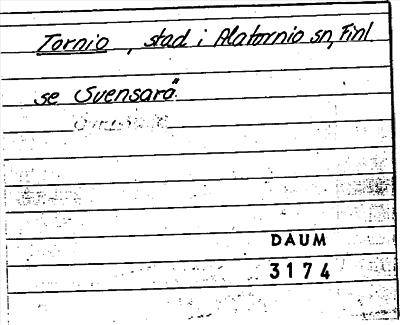 Tornio, stad i Alatornio sn, Finl.
se "Svensarö".
DAUM
3174